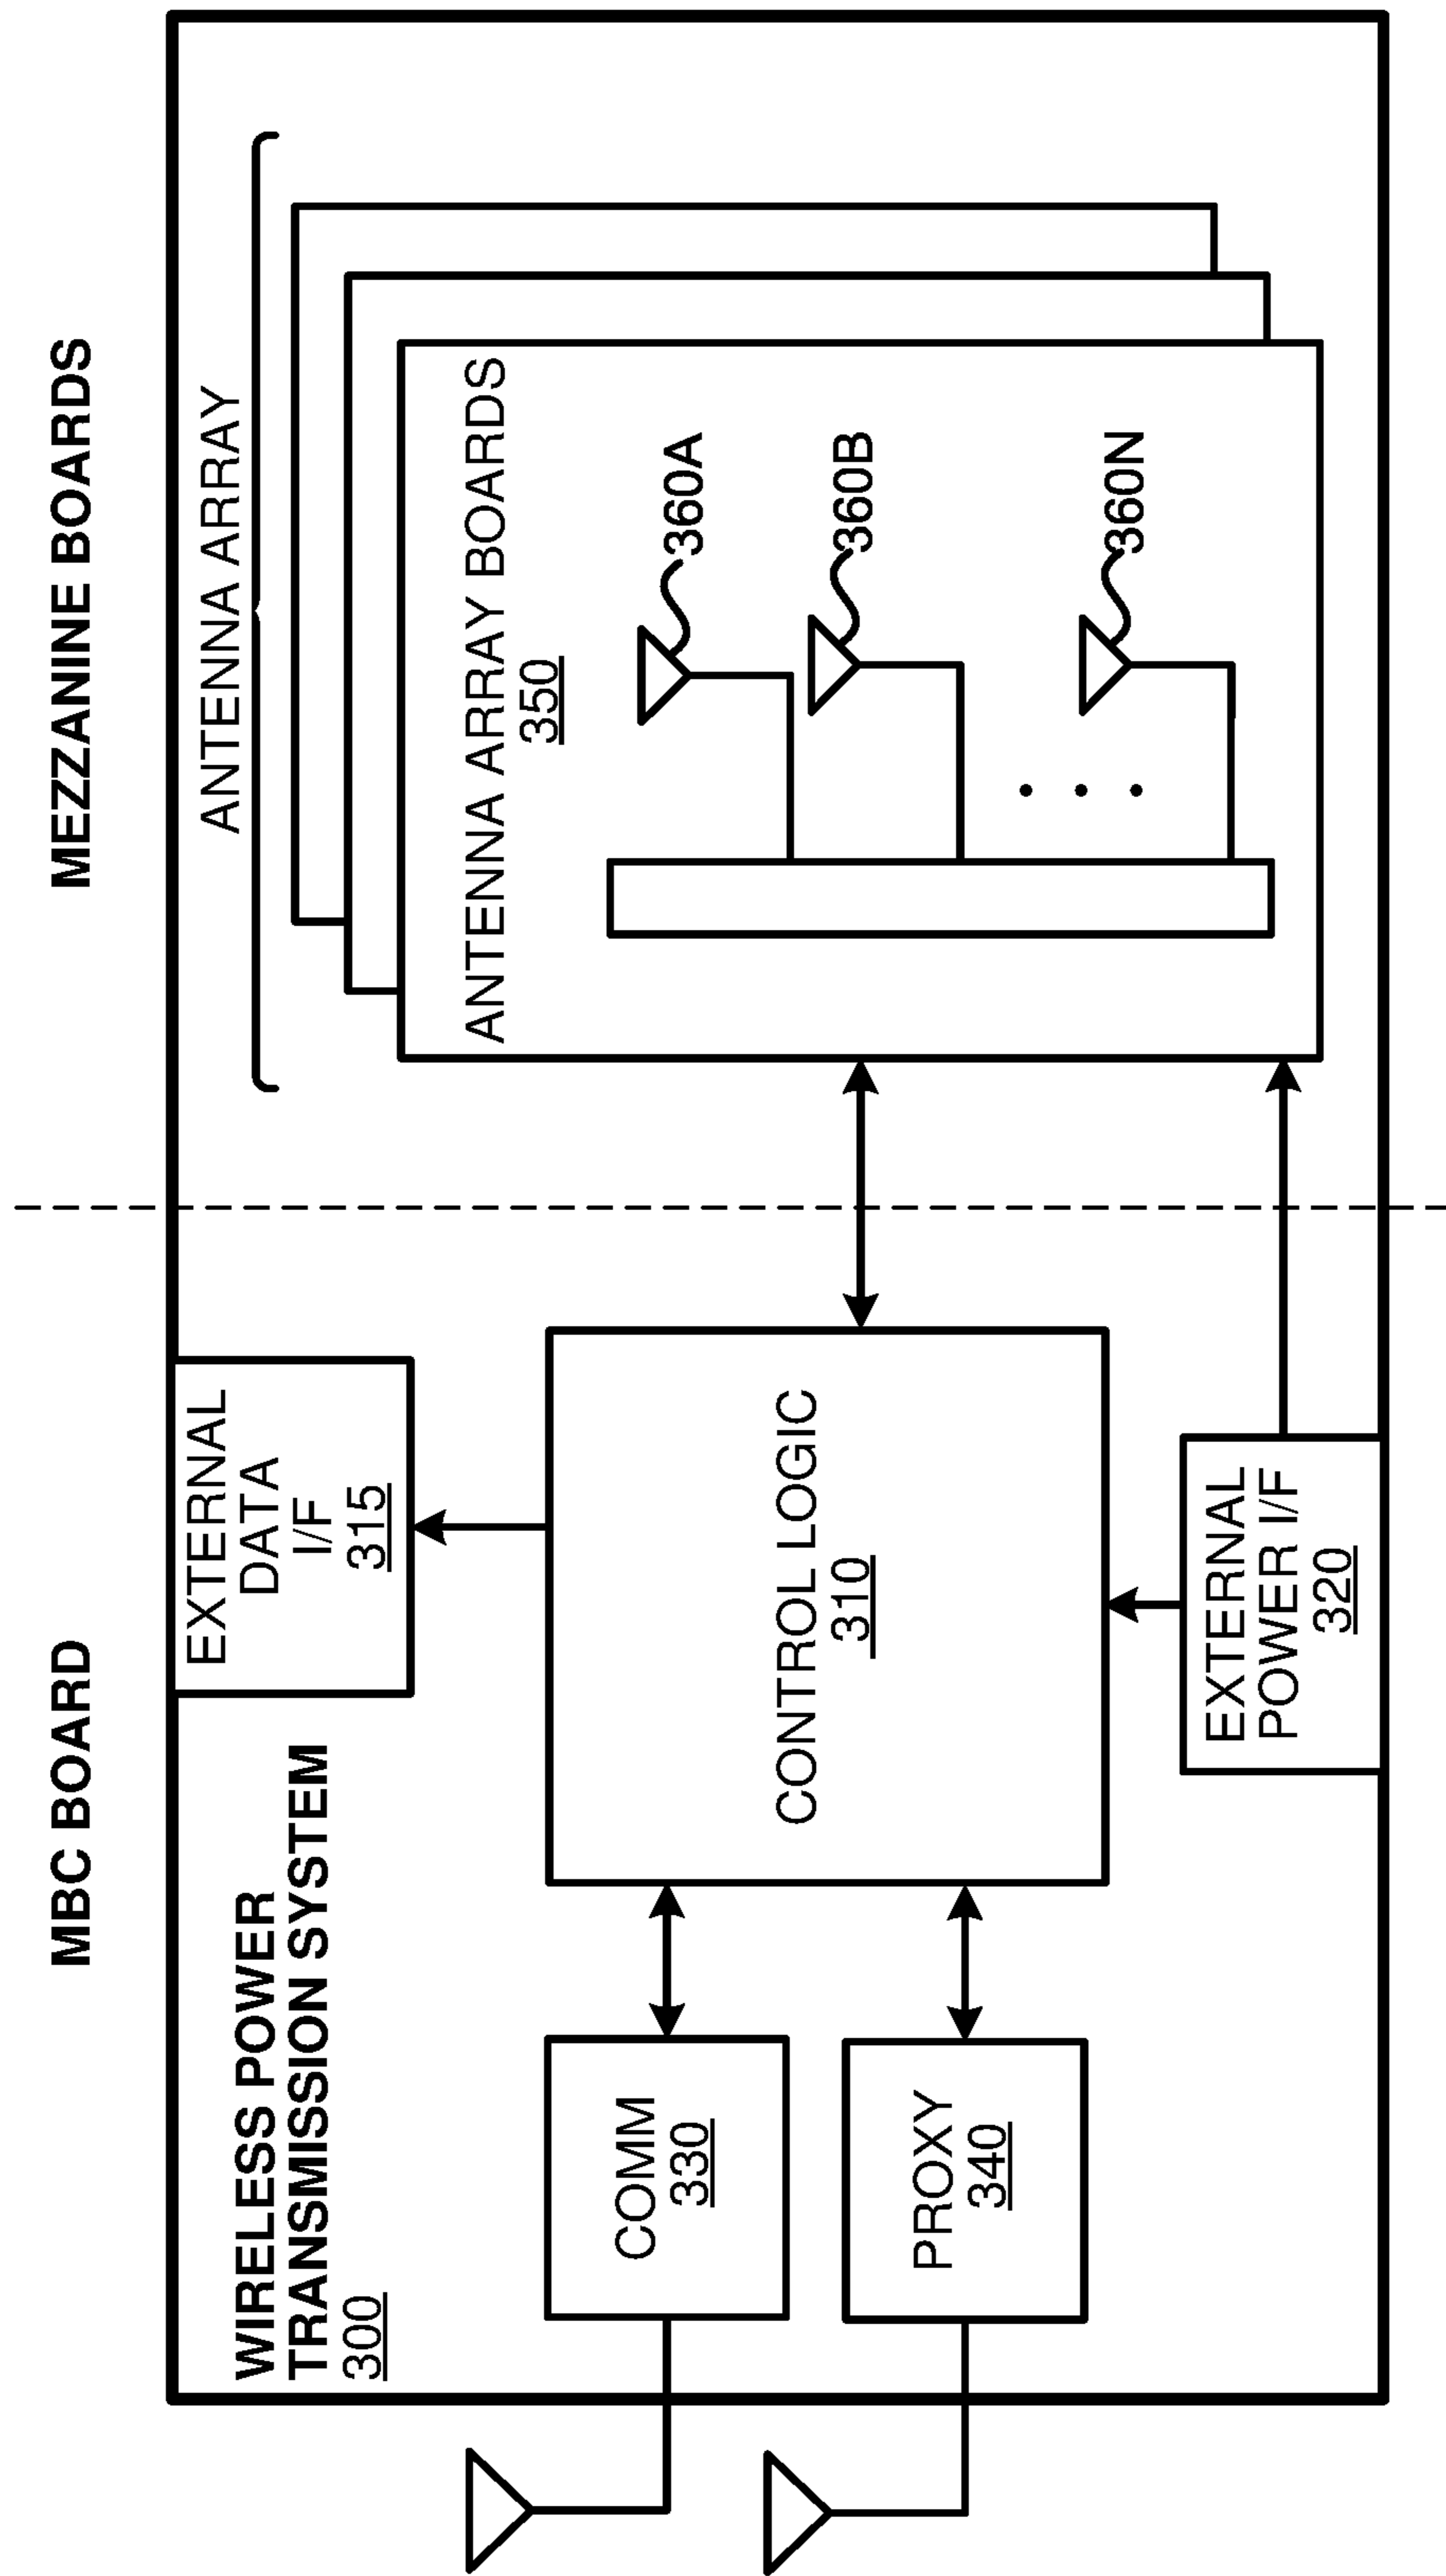 MBC BOARD
MEZZANINE BOARDS
WIRELESS POWER
TRANSMISSION SYSTEM
300
EXTERNAL
DATA
I/F
315
ANTENNA ARRAY
COMM
330
PROXY
340
CONTROL LOGIC
310
EXTERNAL
POWER I/F
320
ANTENNA ARRAY BOARDS
350
360A
360B
360N